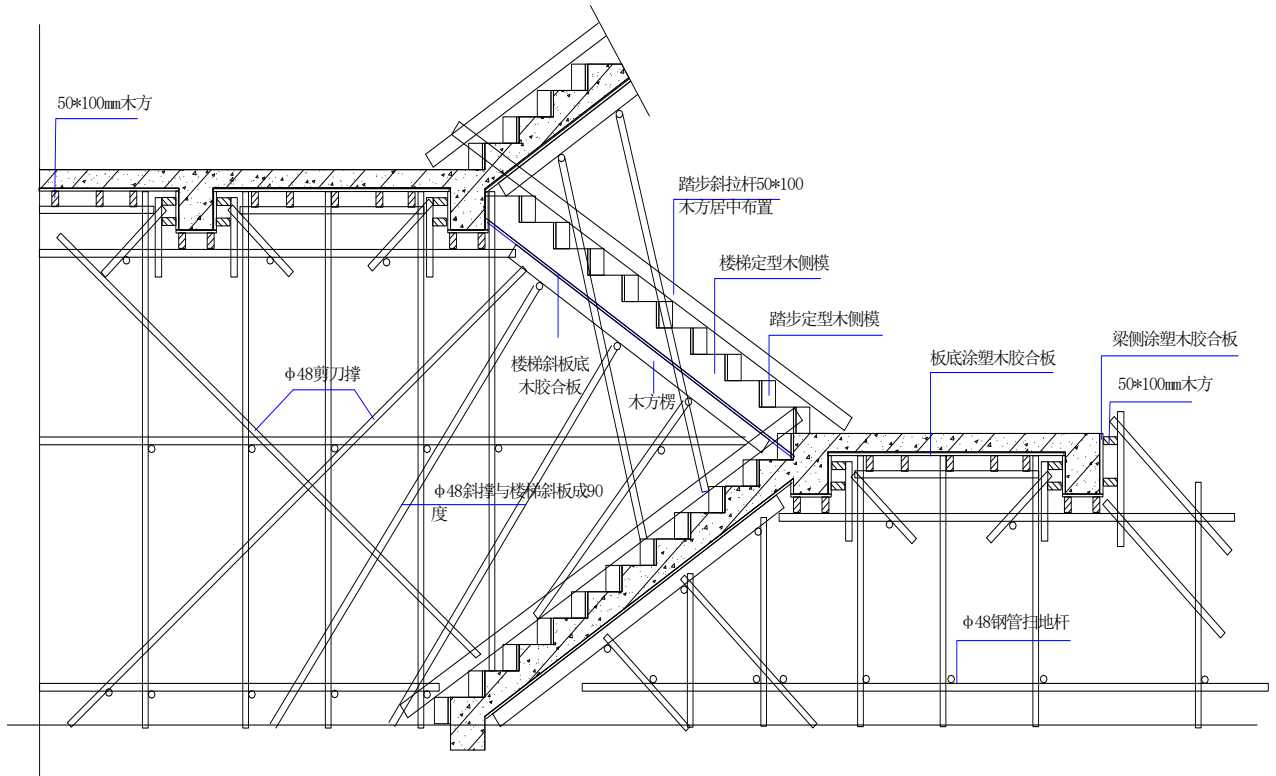 50*100mm木方
踏步斜拉杆50*100
木方居中布置
楼梯定型木侧模
踏步定型木侧模
梁侧涂塑木胶合板
板底涂塑木胶合板
50*100mm木方
楼梯斜板底
木胶合板
木方楞
φ48剪刀撑
φ48斜撑与楼梯斜板成90
度
φ48钢管扫地杆